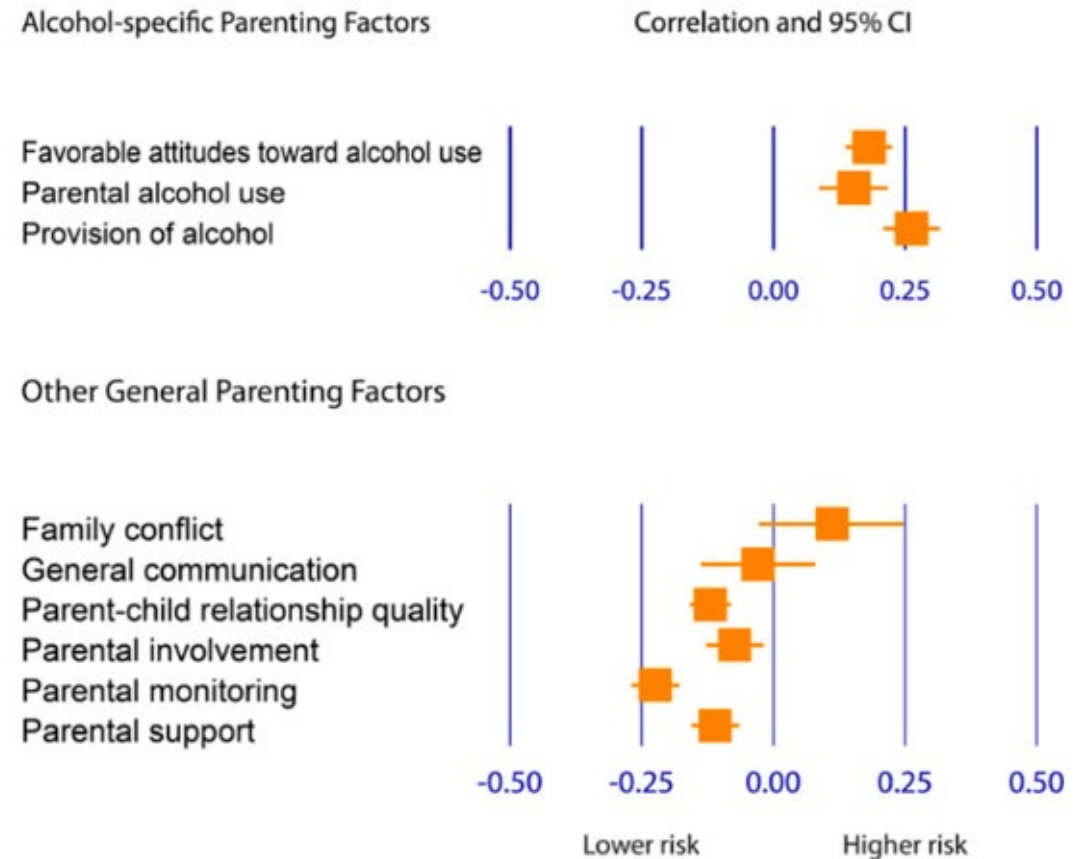 Alcohol-specific Parenting Factors Correlation and 95% CI
Favorable attitudes toward alcohol use
Parental alcohol use
Provision of alcohol
-0.50 -0.25 0.00 0.25 0.50
Other General Parenting Factors
Family conflict
General communication
Parent-child relationship quality
Parental involvement
Parental monitoring
Parental support
-0.50 -0.25 0.00 0.25 0.50
Lower risk Higher risk